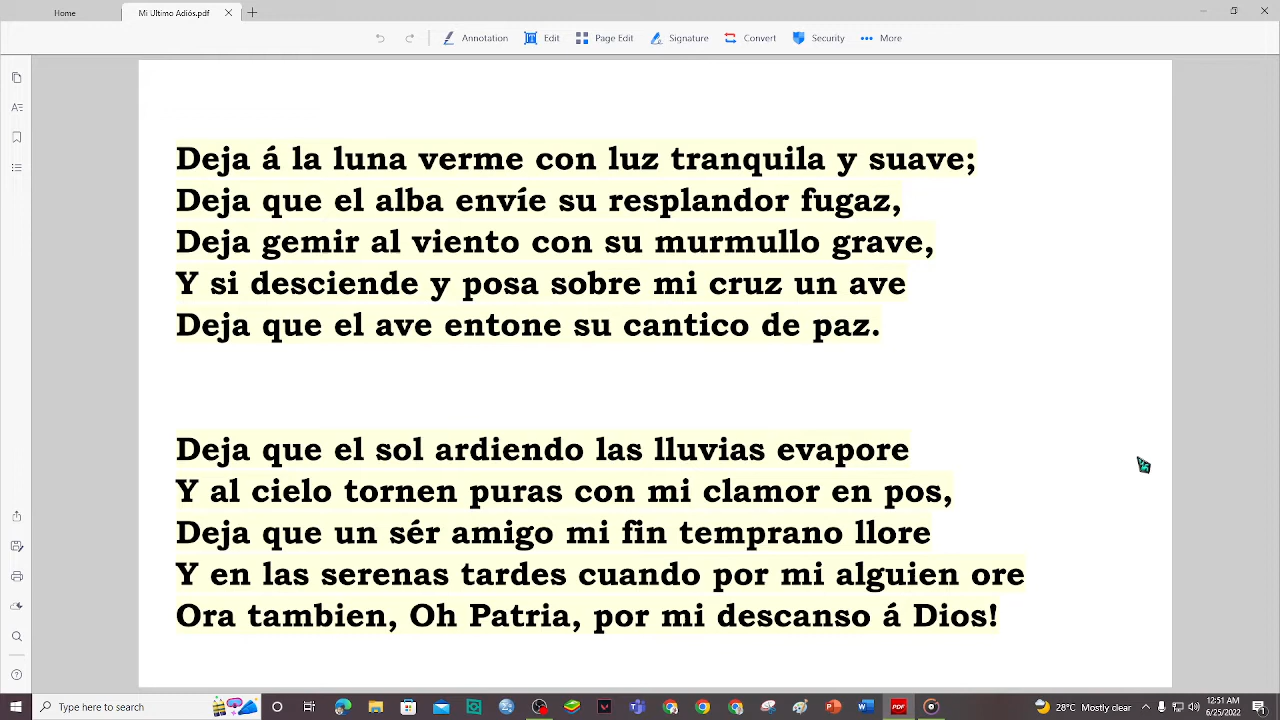 Home
Mi Ultimo Adiós.pdf
Annotation
Edit
Page Edit
Signature
Convert
Security
More
Deja á la luna verme con luz tranquila y suave;
Deja que el alba envíe su resplandor fugaz,
Deja gemir al viento con su murmullo grave,
Y si desciende y posa sobre mi cruz un ave
Deja que el ave entone su cantico de paz.
Deja que el sol ardiendo las lluvias evapore
Y al cielo tornen puras con mi clamor en pos,
Deja que un sér amigo mi fin temprano llore
Y en las serenas tardes cuando por mi alguien ore
Ora tambien, Oh Patria, por mi descanso á Dios!
Type here to search
28°C Mostly clear
12:51 AM
6/25/2022